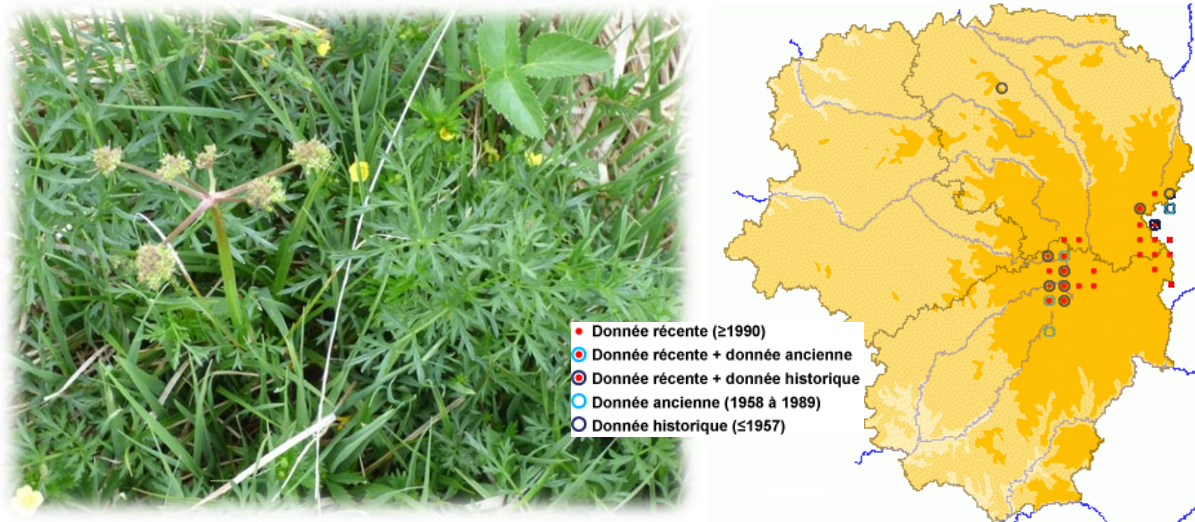 Donnée récente (≥1990)
Donnée récente + donnée ancienne
Donnée récente + donnée historique
Donnée ancienne (1958 à 1989)
Donnée historique (≤1957)